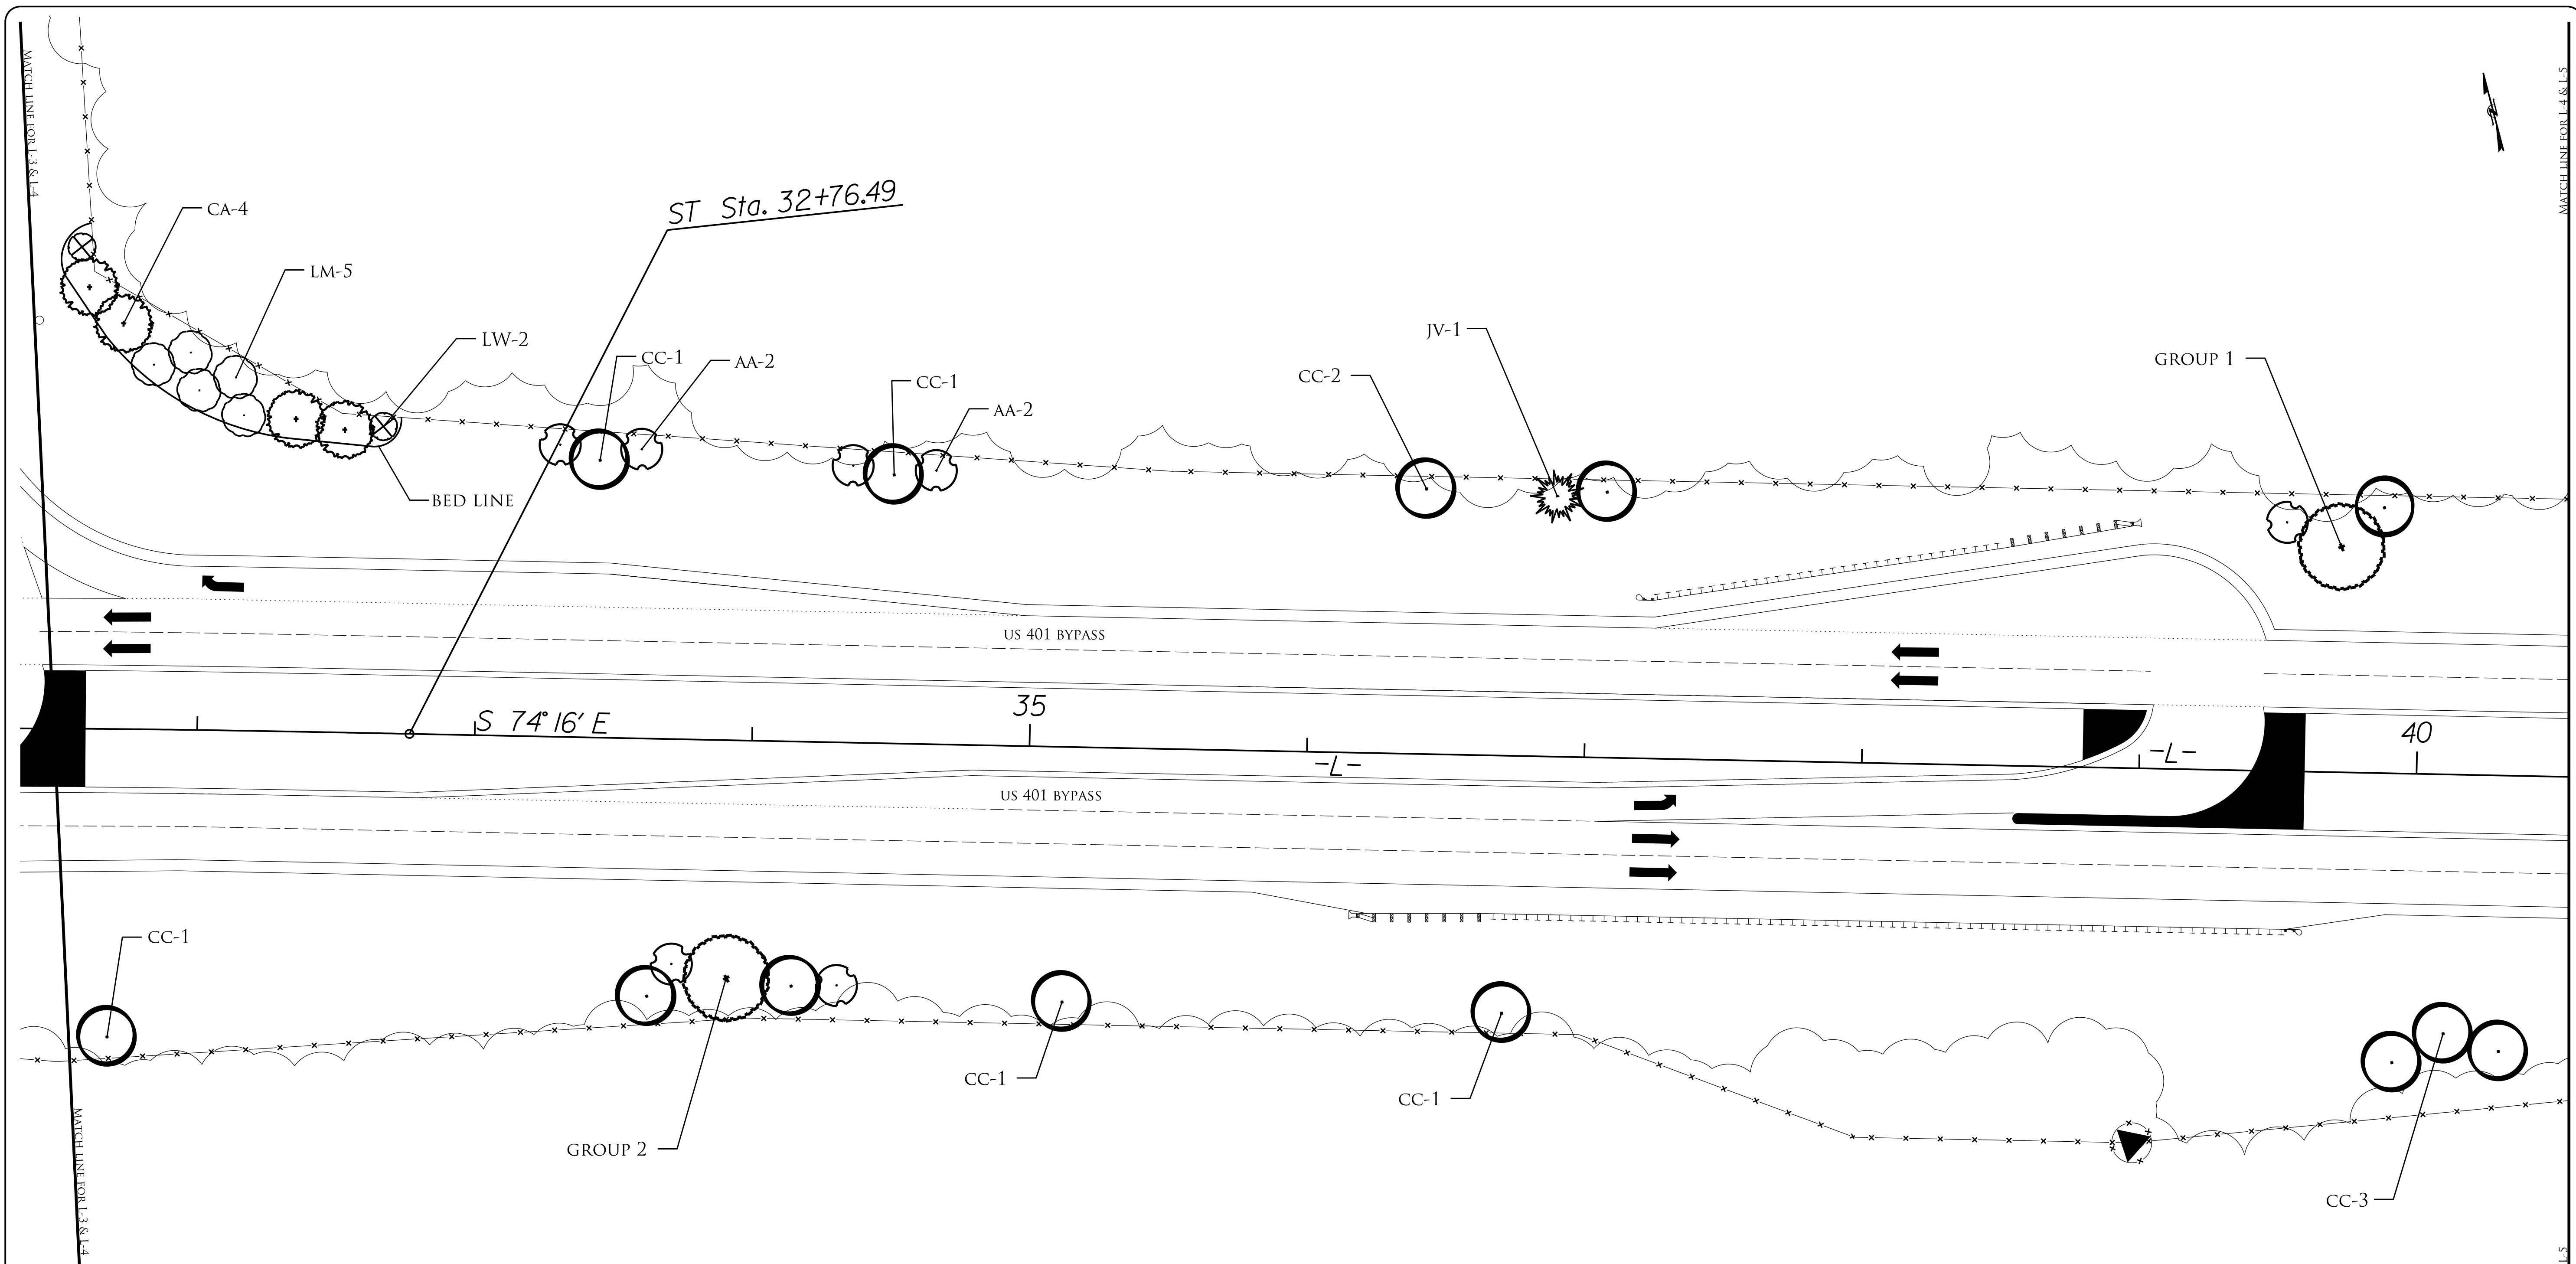 MATCH LINE FOR L-3 & L-4
MATCH LINE FOR L-4 & L-5
ST Sta. 32+76.49
CA-4
LM-5
LW-2
CC-1
AA-2
CC-1
AA-2
CC-2
JV-1
GROUP 1
BED LINE
US 401 BYPASS
S 74° 16' E
35
-L-
-L-
40
US 401 BYPASS
CC-1
GROUP 2
CC-1
CC-1
CC-3
MATCH LINE FOR L-3 & L-4
L-5